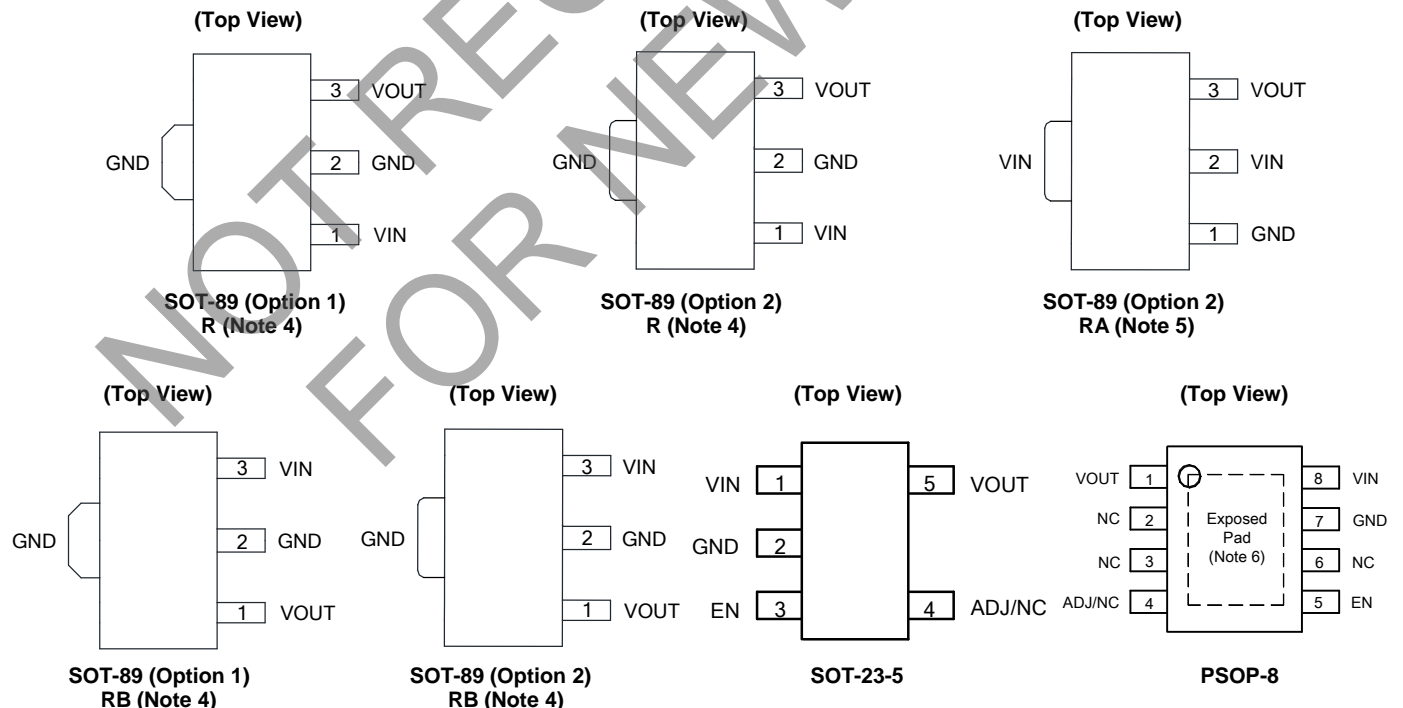 (Top View)
3 VOUT
GND 2 GND
1 VIN
SOT-89 (Option 1)
R (Note 4)
(Top View)
3 VOUT
GND 2 GND
1 VIN
SOT-89 (Option 2)
R (Note 4)
(Top View)
3 VOUT
VIN 2 VIN
1 GND
SOT-89 (Option 2)
RA (Note 5)
(Top View)
3 VIN
GND 2 GND
1 VOUT
SOT-89 (Option 1)
RB (Note 4)
(Top View)
3 VIN
GND 2 GND
1 VOUT
SOT-89 (Option 2)
RB (Note 4)
(Top View)
VIN 1 5 VOUT
GND 2
EN 3 4 ADJ/NC
SOT-23-5
(Top View)
VOUT 1 8 VIN
NC 2 7 GND
NC 3 6 NC
ADJ/NC 4 5 EN
Exposed
Pad
(Note 6)
PSOP-8
NOT
FOR